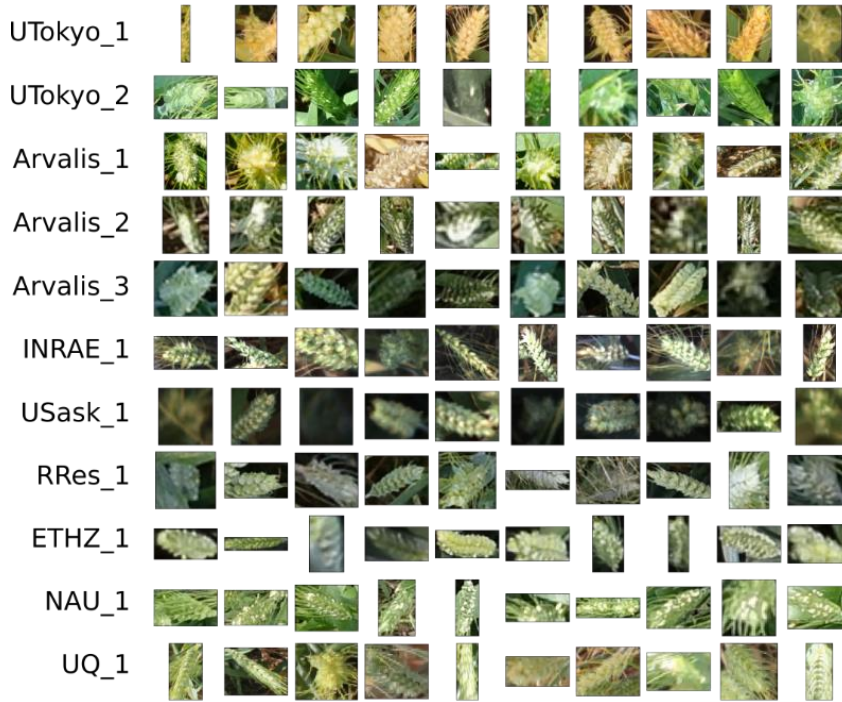 UTokyo_1
UTokyo_2
Arvalis_1
Arvalis_2
Arvalis_3
INRAE_1
USask_1
RRes_1
ETHZ_1
NAU_1
UQ_1